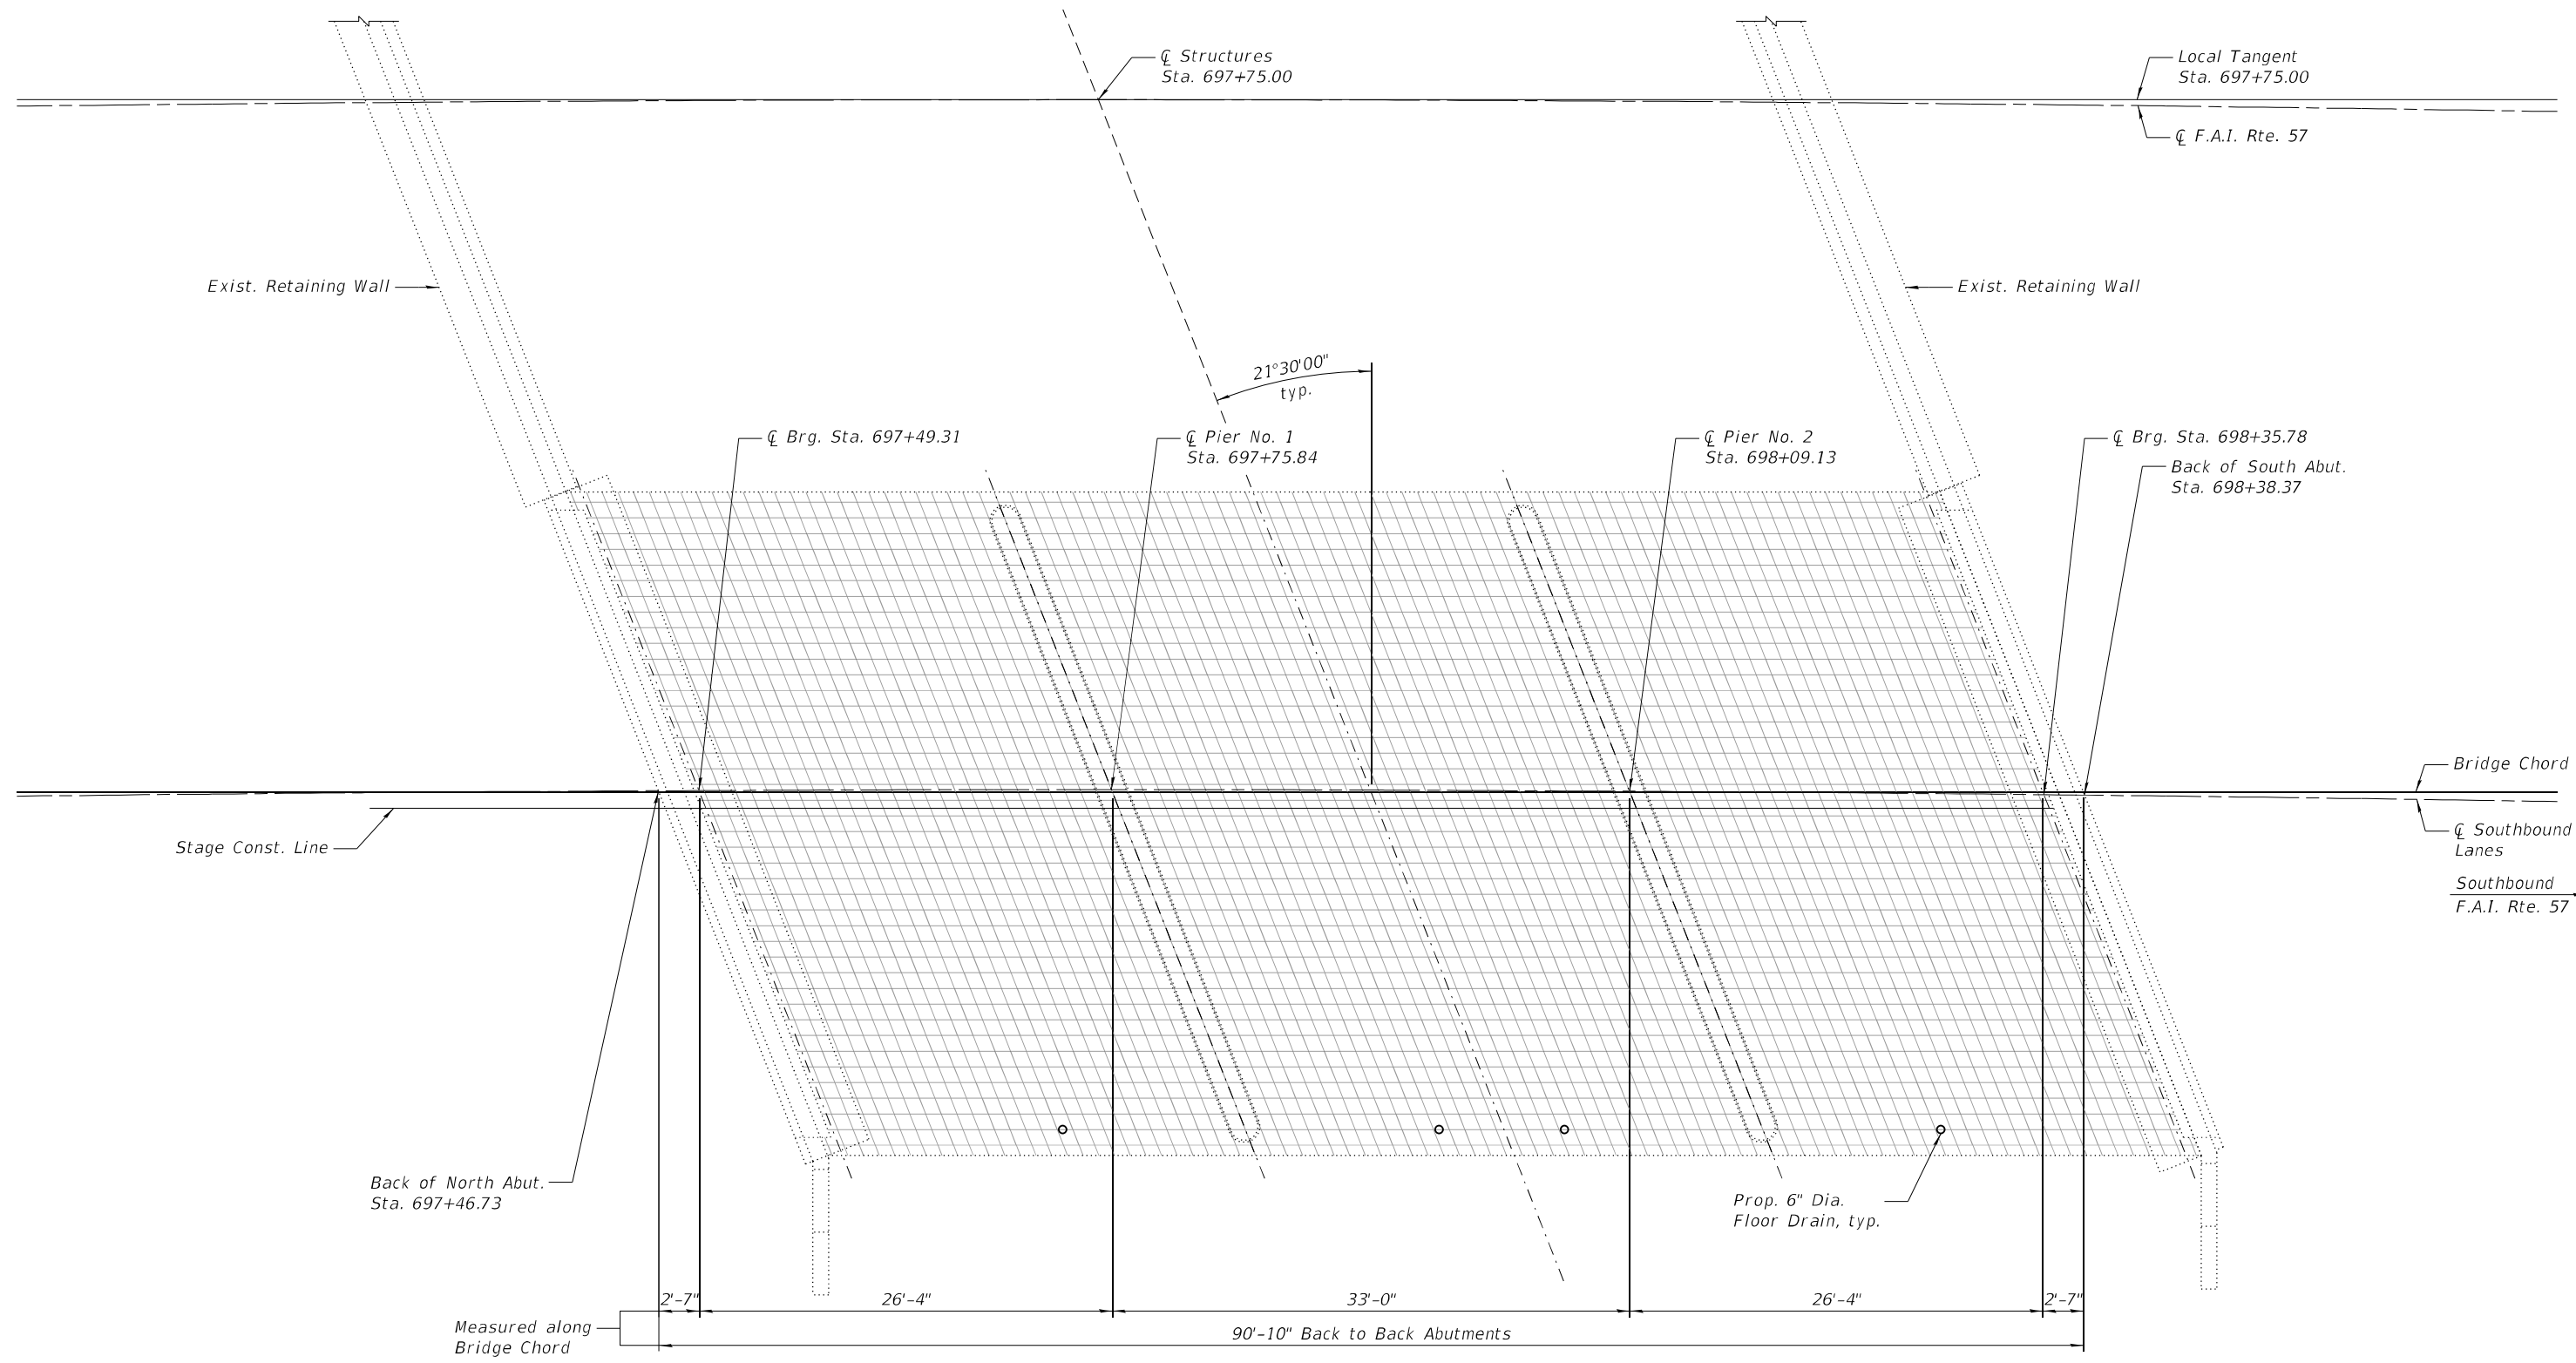 ℄ Structures
Sta. 697+75.00
Local Tangent
Sta. 697+75.00
℄ F.A.I. Rte. 57
Exist. Retaining Wall
Exist. Retaining Wall
21°30'00"
typ.
℄ Brg. Sta. 697+49.31
℄ Pier No. 1
Sta. 697+75.84
℄ Pier No. 2
Sta. 698+09.13
℄ Brg. Sta. 698+35.78
Back of South Abut.
Sta. 698+38.37
Bridge Chord
Stage Const. Line
℄ Southbound
Lanes
Southbound
F.A.I. Rte. 57
Back of North Abut.
Sta. 697+46.73
Prop. 6" Dia.
Floor Drain, typ.
2'-7"
26'-4"
33'-0"
26'-4"
2'-7"
Measured along
Bridge Chord
90'-10" Back to Back Abutments